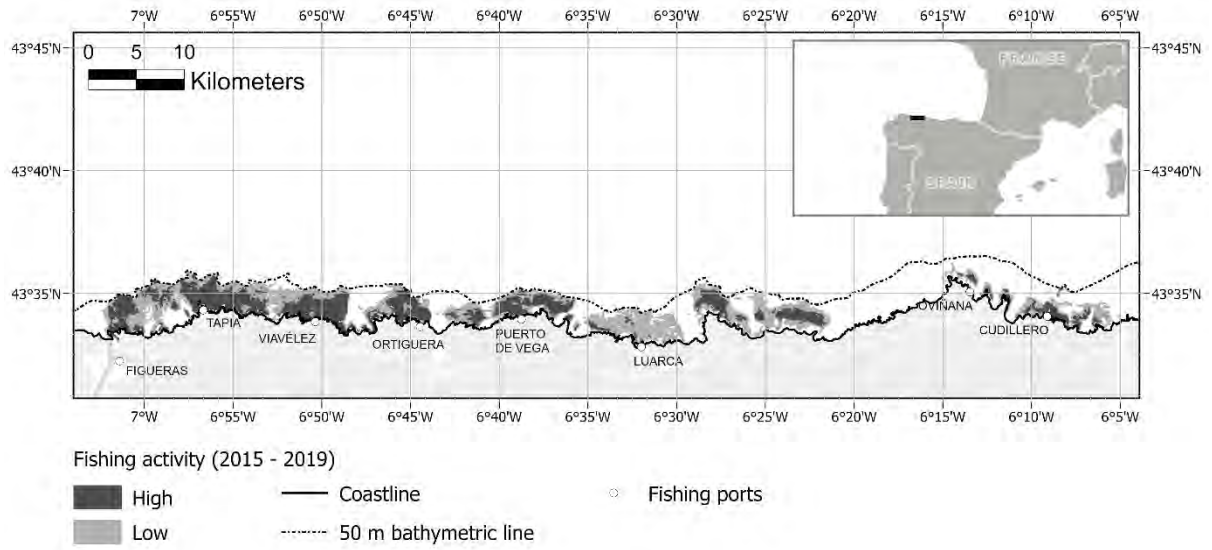 7°W 6°55'W 6°50'W 6°45'W 6°40'W 6°35'W 6°30'W 6°25'W 6°20'W 6°15'W 6°10'W 6°5'W
43°45'N 43°45'N
0 5 10
Kilometers
FRANCE
SPAIN
43°40'N 43°40'N
43°35'N 43°35'N
FIGUERAS
TAPIA
VIAVÉLEZ
ORTIGUERA
PUERTO
DE VEGA
LUARCA
OVIÑANA
CUDILLERO
7°W 6°55'W 6°50'W 6°45'W 6°40'W 6°35'W 6°30'W 6°25'W 6°20'W 6°15'W 6°10'W 6°5'W
Fishing activity (2015 - 2019)
High
Low
Coastline
50 m bathymetric line
Fishing ports